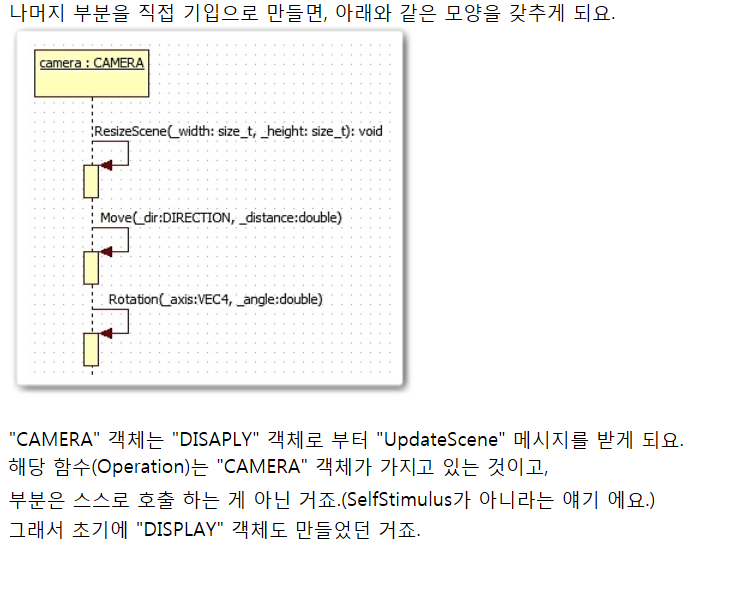 나머지 부분을 직접 기입으로 만들면, 아래와 같은 모양을 갖추게 되요.
camera : CAMERA
ResizeScene(_width: size_t, _height: size_t): void
Move(_dir:DIRECTION, _distance:double)
Rotation(_axis:VEC4, _angle:double)
"CAMERA" 객체는 "DISAPLY" 객체로 부터 "UpdateScene" 메시지를 받게 되요.
해당 함수(Operation)는 "CAMERA" 객체가 가지고 있는 것이고,
부분은 스스로 호출 하는 게 아닌 거죠.(SelfStimulus가 아니라는 얘기 에요.)
그래서 초기에 "DISPLAY" 객체도 만들었던 거죠.